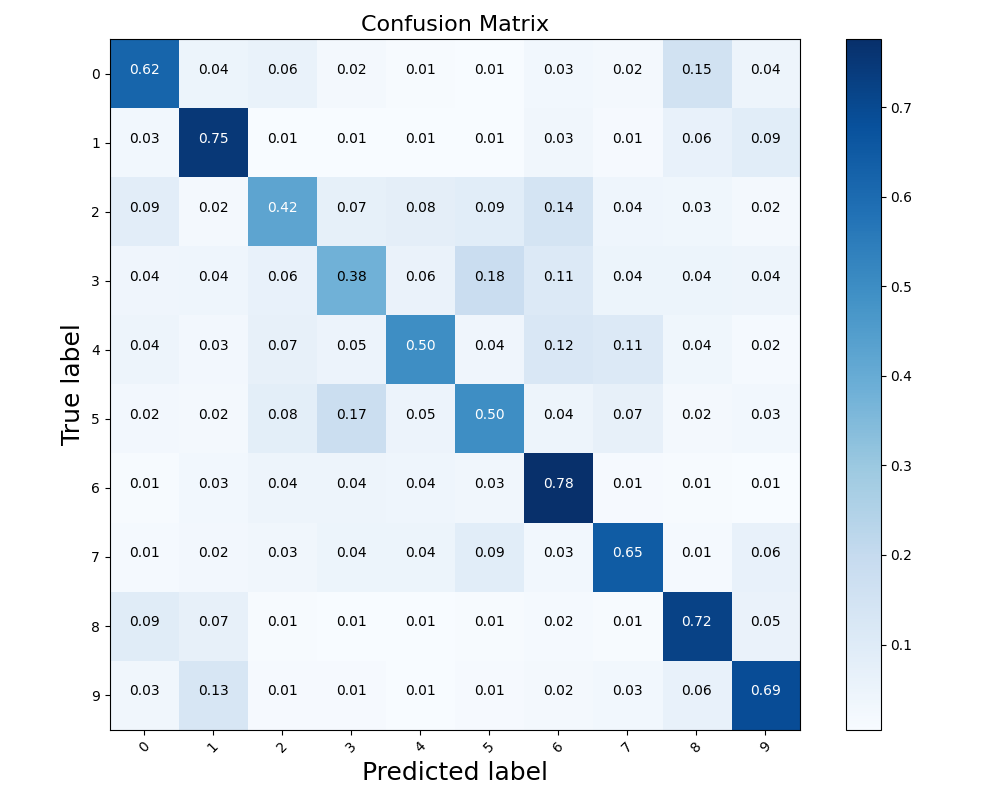 Confusion Matrix
0 0.62 0.04 0.06 0.02 0.01 0.01 0.03 0.02 0.15 0.04
1 0.03 0.75 0.01 0.01 0.01 0.01 0.03 0.01 0.06 0.09
2 0.09 0.02 0.42 0.07 0.08 0.09 0.14 0.04 0.03 0.02
3 0.04 0.04 0.06 0.38 0.06 0.18 0.11 0.04 0.04 0.04
4 0.04 0.03 0.07 0.05 0.50 0.04 0.12 0.11 0.04 0.02
5 0.02 0.02 0.08 0.17 0.05 0.50 0.04 0.07 0.02 0.03
6 0.01 0.03 0.04 0.04 0.04 0.03 0.78 0.01 0.01 0.01
7 0.01 0.02 0.03 0.04 0.04 0.09 0.03 0.65 0.01 0.06
8 0.09 0.07 0.01 0.01 0.01 0.01 0.02 0.01 0.72 0.05
9 0.03 0.13 0.01 0.01 0.01 0.01 0.02 0.03 0.06 0.69
0 1 2 3 4 5 6 7 8 9
Predicted label
True label
0.7
0.6
0.5
0.4
0.3
0.2
0.1